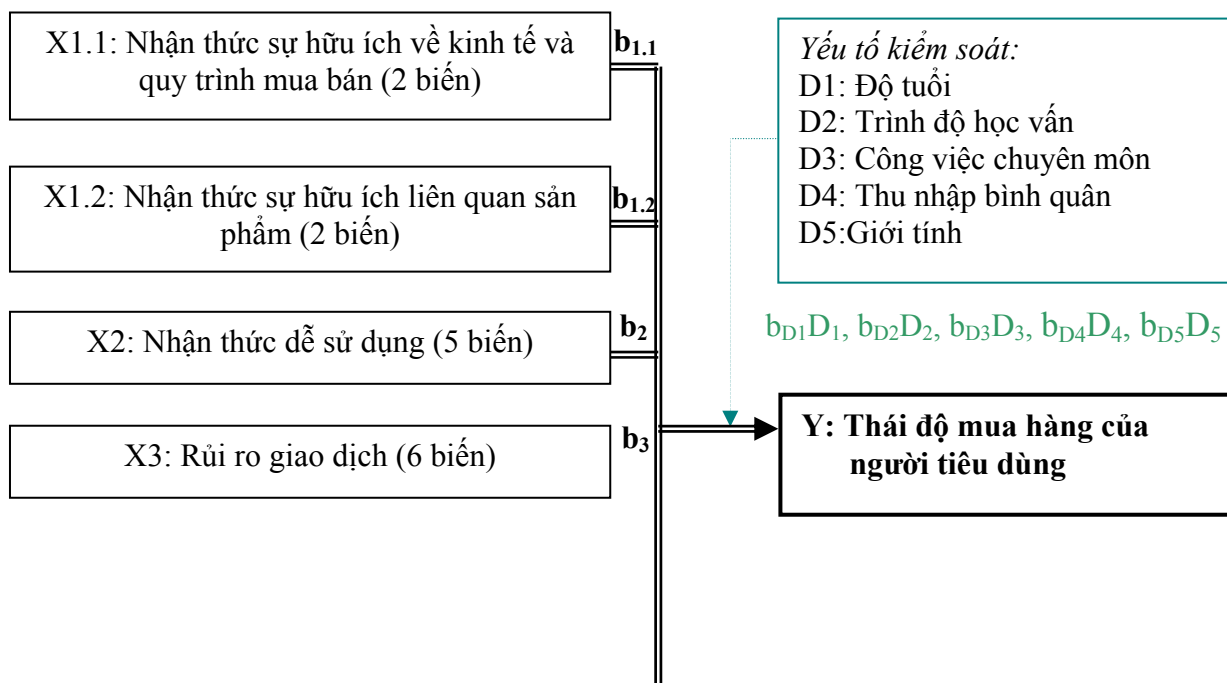 X1.1: Nhận thức sự hữu ích về kinh tế và
quy trình mua bán (2 biến)
b1.1
X1.2: Nhận thức sự hữu ích liên quan sản
phẩm (2 biến)
b1.2
X2: Nhận thức dễ sử dụng (5 biến)
b2
X3: Rủi ro giao dịch (6 biến)
b3
Yếu tố kiểm soát:
D1: Độ tuổi
D2: Trình độ học vấn
D3: Công việc chuyên môn
D4: Thu nhập bình quân
D5:Giới tính
bD1D1, bD2D2, bD3D3, bD4D4, bD5D5
Y: Thái độ mua hàng của
người tiêu dùng